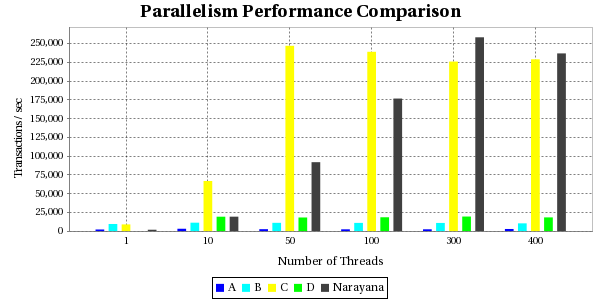 Parallelism Performance Comparison
250,000
225,000
200,000
175,000
150,000
125,000
100,000
75,000
50,000
25,000
0
Transactions / sec
1 10 50 100 300 400
Number of Threads
A B C D Narayana